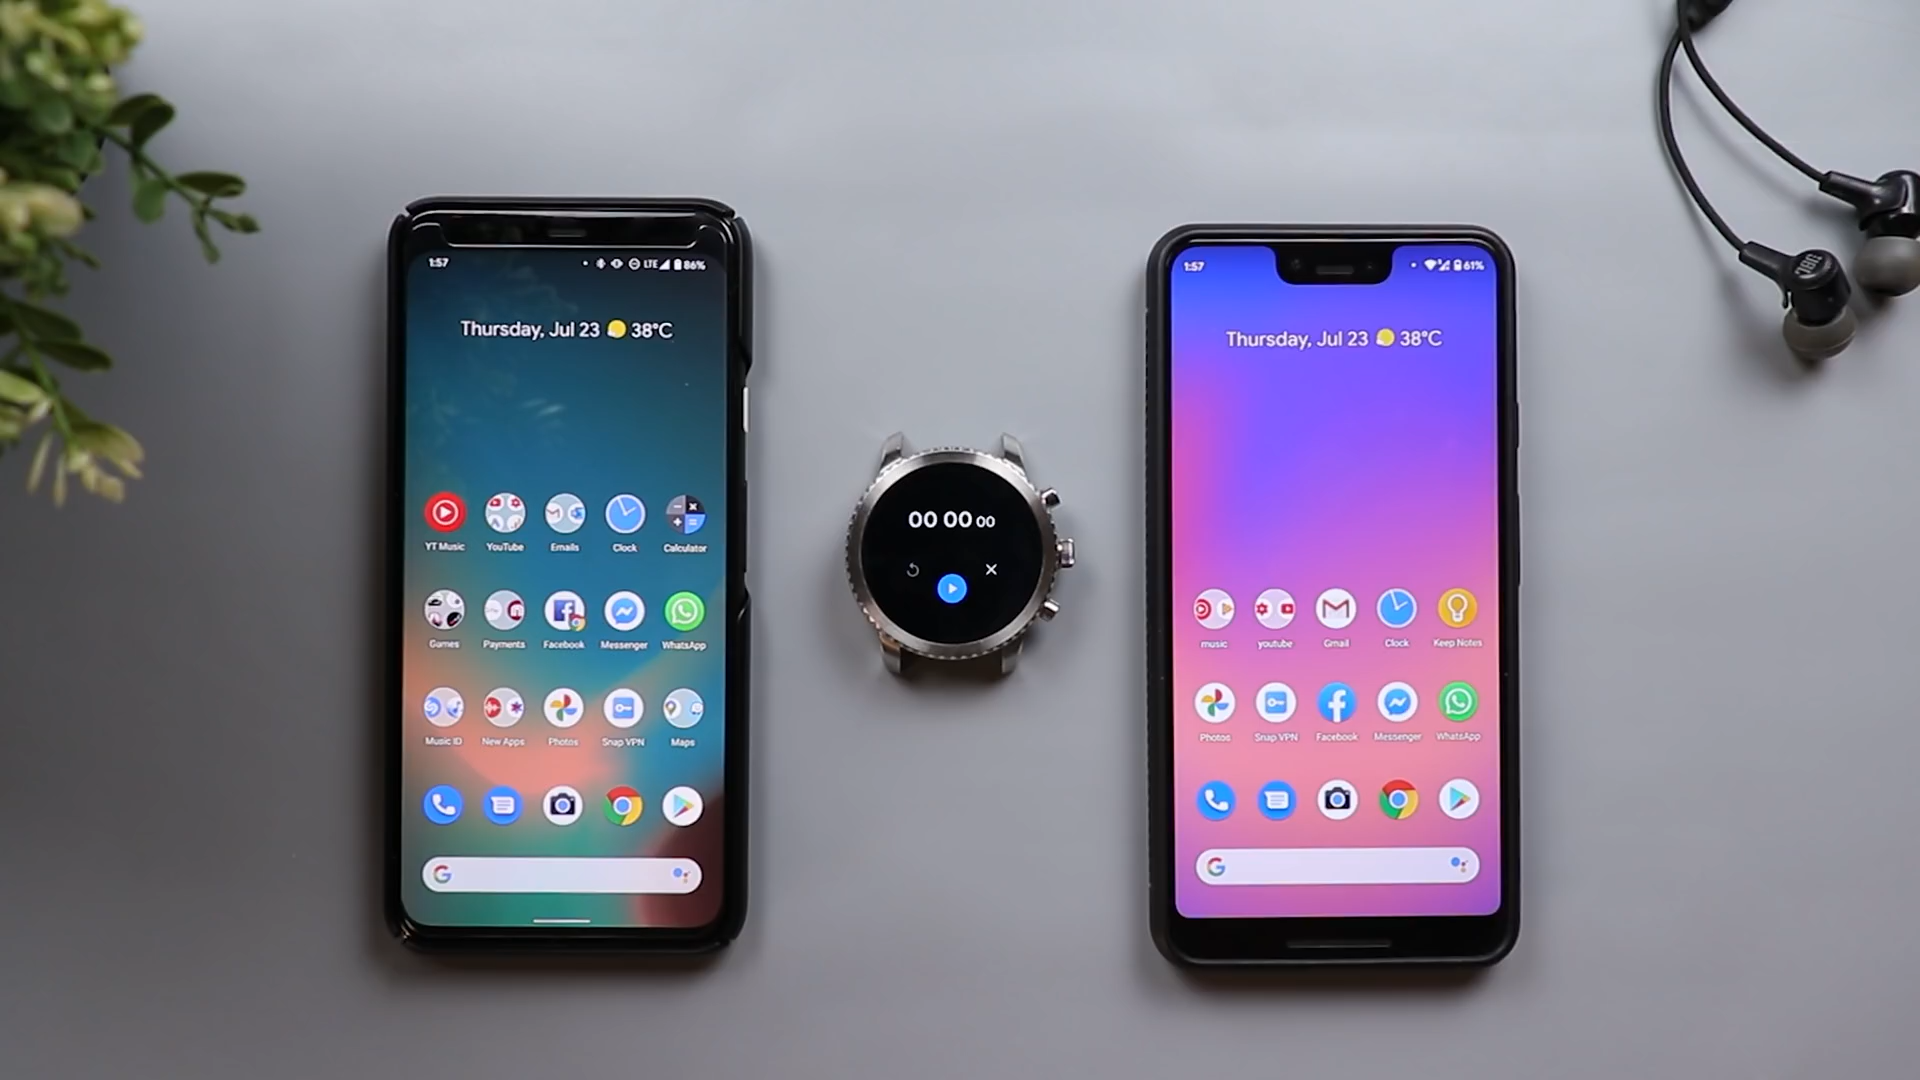 1:57
LTE 86%
Thursday, Jul 23 38°C
YT Music YouTube Emails Clock Calculator
Games Payments Facebook Messenger WhatsApp
Music ID New Apps Photos Snap VPN Maps
00 00 00
1:57
61%
Thursday, Jul 23 38°C
music youtube Gmail Clock Keep Notes
Photos Snap VPN Facebook Messenger WhatsApp
JBL